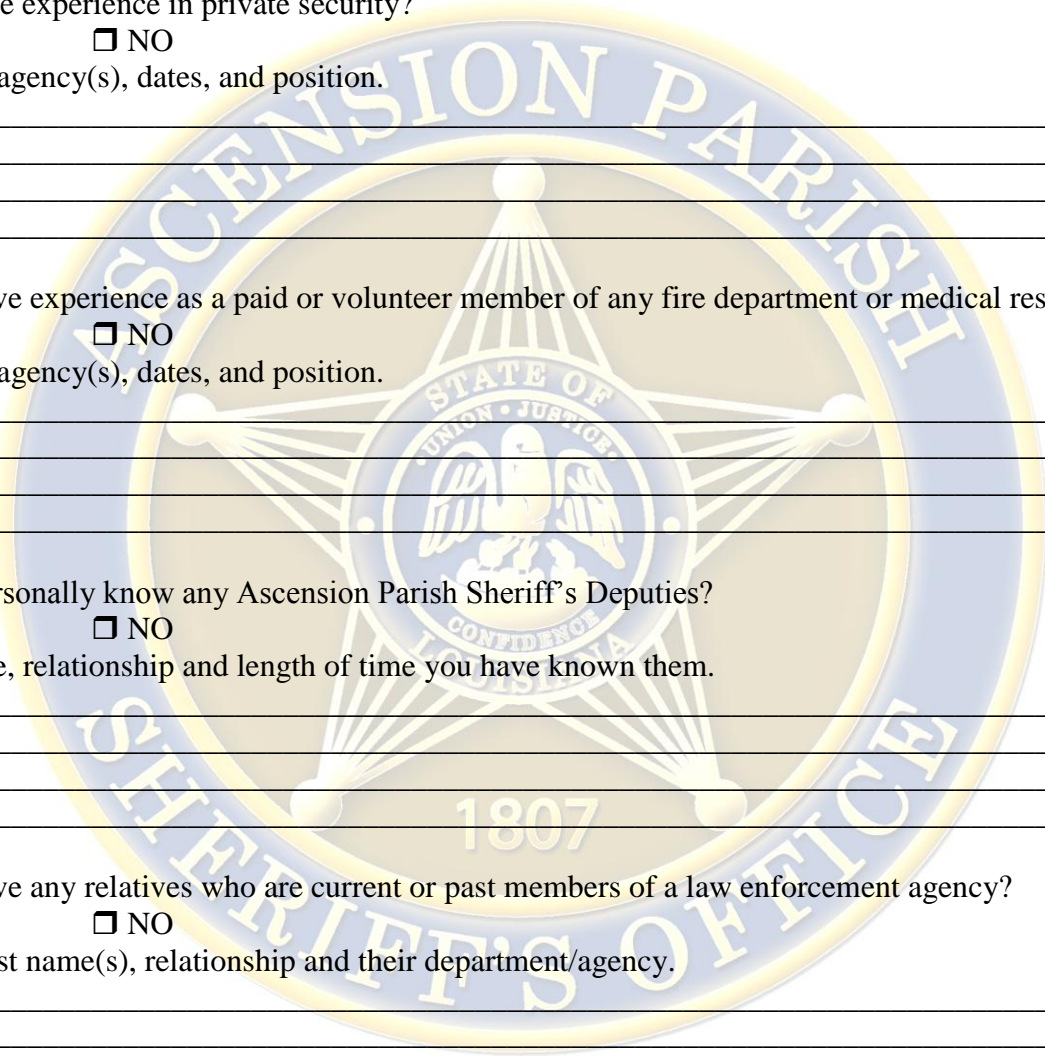 e experience in private security?
☐ NO
agency(s), dates, and position.
ve experience as a paid or volunteer member of any fire department or medical res
☐ NO
agency(s), dates, and position.
rsonally know any Ascension Parish Sheriff's Deputies?
☐ NO
e, relationship and length of time you have known them.
ve any relatives who are current or past members of a law enforcement agency?
☐ NO
st name(s), relationship and their department/agency.
ASCENSION PARISH
STATE OF
UNION • JUSTICE
CONFIDENCE
LOUISIANA
1807
SHERIFF'S OFFICE